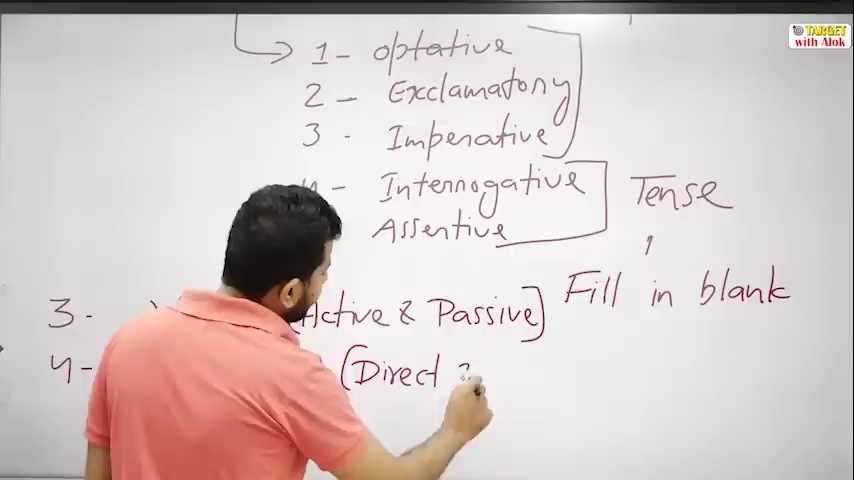 TARGET
with Alok
1 - optative
2 - Exclamatory
3 - Imperative
- Interrogative
Assertive
Tense
Fill in blank
3 - (Active & Passive]
4 - (Direct